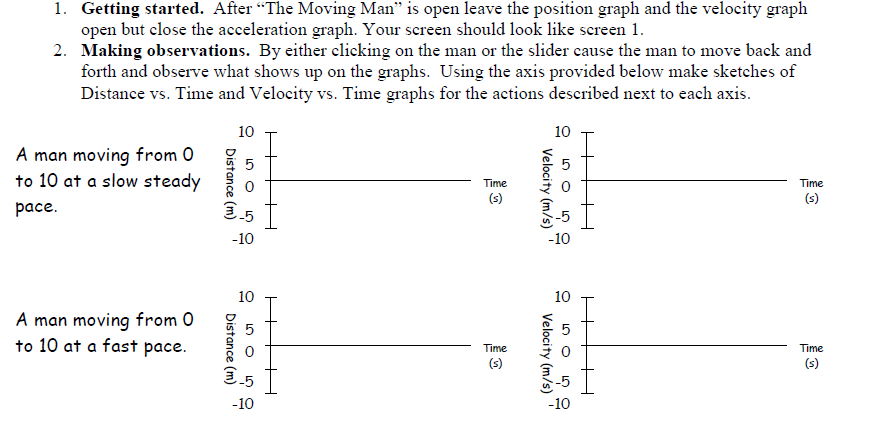 1. Getting started. After “The Moving Man” is open leave the position graph and the velocity graph
open but close the acceleration graph. Your screen should look like screen 1.
2. Making observations. By either clicking on the man or the slider cause the man to move back and
forth and observe what shows up on the graphs. Using the axis provided below make sketches of
Distance vs. Time and Velocity vs. Time graphs for the actions described next to each axis.
A man moving from 0
to 10 at a slow steady
pace.
Distance (m)
10
5
0
-5
-10
Time
(s)
Velocity (m/s)
10
5
0
-5
-10
Time
(s)
A man moving from 0
to 10 at a fast pace.
Distance (m)
10
5
0
-5
-10
Time
(s)
Velocity (m/s)
10
5
0
-5
-10
Time
(s)